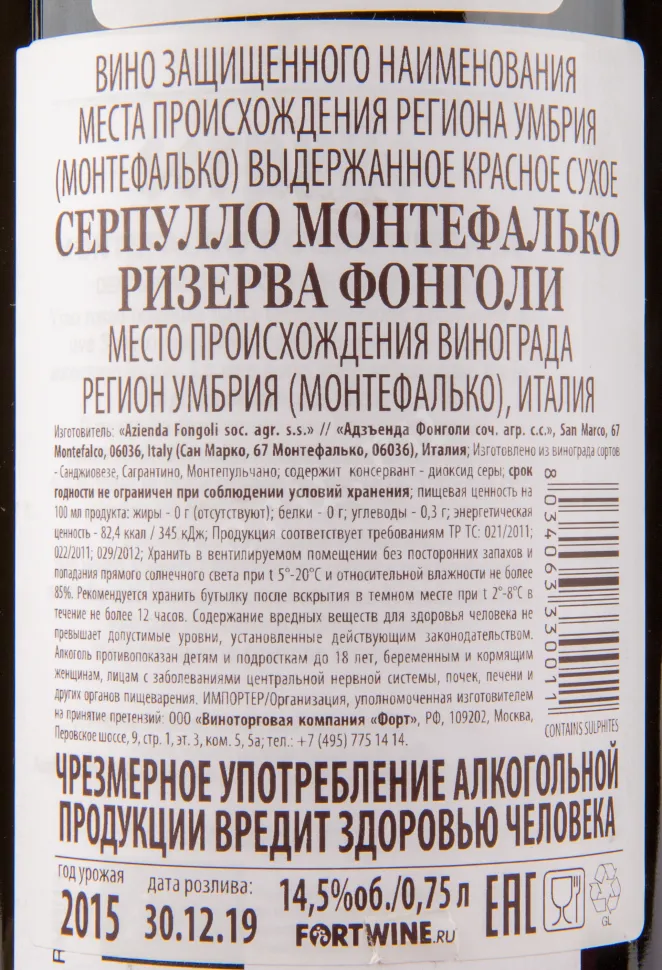 ВИНО ЗАЩИЩЕННОГО НАИМЕНОВАНИЯ
МЕСТА ПРОИСХОЖДЕНИЯ РЕГИОНА УМБРИЯ
(МОНТЕФАЛЬКО) ВЫДЕРЖАННОЕ КРАСНОЕ СУХОЕ
СЕРПУЛЛО МОНТЕФАЛЬКО
РИЗЕРВА ФОНГОЛИ
МЕСТО ПРОИСХОЖДЕНИЯ ВИНОГРАДА
РЕГИОН УМБРИЯ (МОНТЕФАЛЬКО), ИТАЛИЯ
Изготовитель: «Azienda Fongoli soc. agr. s.s.» // «Адзъенда Фонголи соч. агр. с.с.», San Marco, 67
Montefalco, 06036, Italy (Сан Марко, 67 Монтефалько, 06036), Италия; Изготовлено из винограда сортов
- Санджиовезе, Сагрантино, Монтепульчано; содержит консервант - диоксид серы; срок
годности не ограничен при соблюдении условий хранения; пищевая ценность на
100 мл продукта: жиры - 0 г (отсутствуют); белки - 0 г; углеводы - 0,3 г; энергетическая
ценность - 82,4 ккал / 345 кДж; Продукция соответствует требованиям ТР ТС: 021/2011;
022/2011; 029/2012; Хранить в вентилируемом помещении без посторонних запахов и
попадания прямого солнечного света при t 5°-20°С и относительной влажности не более
85%. Рекомендуется хранить бутылку после вскрытия в темном месте при t 2°-8°С в
течение не более 12 часов. Содержание вредных веществ для здоровья человека не
превышает допустимые уровни, установленные действующим законодательством.
Алкоголь противопоказан детям и подросткам до 18 лет, беременным и кормящим
женщинам, лицам с заболеваниями центральной нервной системы, почек, печени и
других органов пищеварения. ИМПОРТЕР/Организация, уполномоченная изготовителем
на принятие претензий: ООО «Виноторговая компания «Форт», РФ, 109202, Москва,
Перовское шоссе, 9, стр. 1, эт. 3, ком. 5, 5а; тел.: +7 (495) 775 14 14.
8 034063 330011
CONTAINS SULPHITES
ЧРЕЗМЕРНОЕ УПОТРЕБЛЕНИЕ АЛКОГОЛЬНОЙ
ПРОДУКЦИИ ВРЕДИТ ЗДОРОВЬЮ ЧЕЛОВЕКА
год урожая
2015
дата розлива:
30.12.19
14,5%об./0,75 л
FORTWINE.RU
EAC
GL